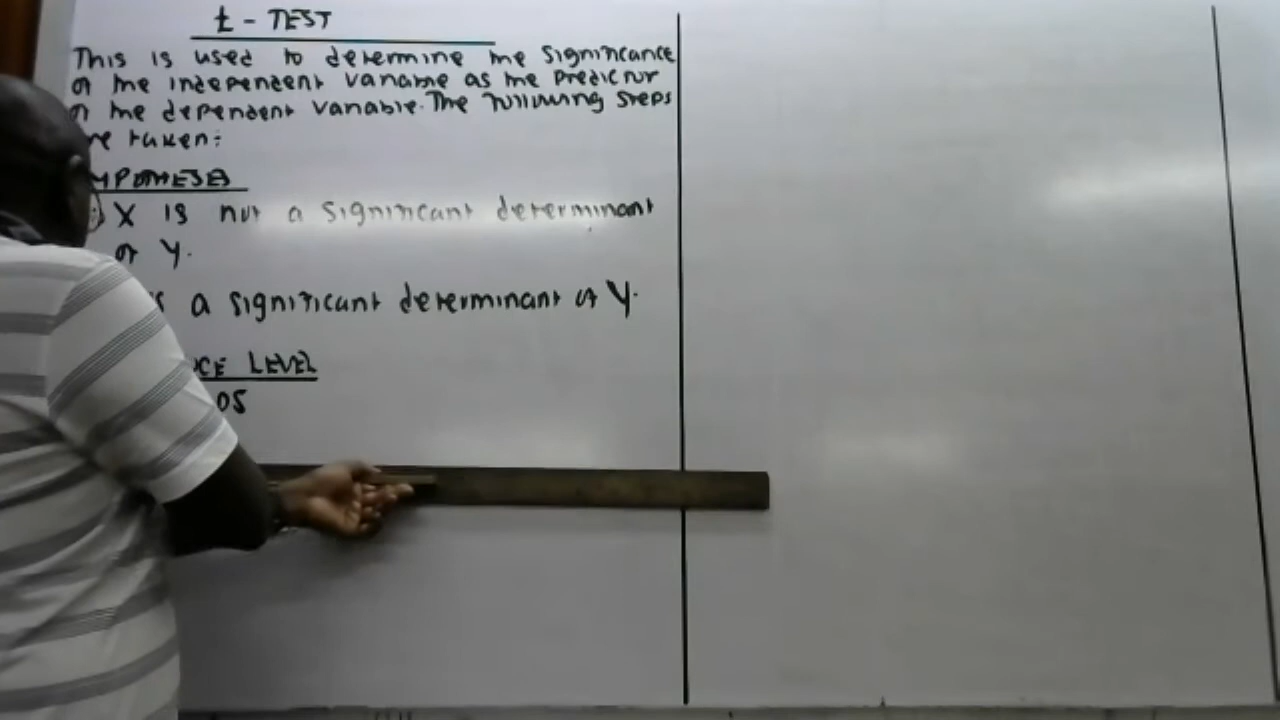 t - TEST
This is used to determine the significance
of the independent variable as the predictor
of the dependent variable. The following steps
taken:
X is not a significant determinant
of Y.
a significant determinant of Y.
LEVEL
05